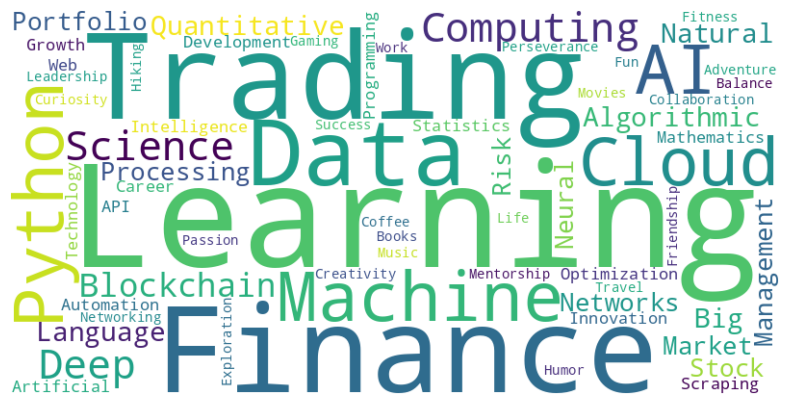 Portfolio
Quantitative
Trading
Computing
Fitness
Natural
Growth
Development
Gaming
Hiking
Programming
Work
Perseverance
Fun
AI
Web
Leadership
Adventure
Balance
Curiosity
Movies
Collaboration
Python
Intelligence
Success
Statistics
Algorithmic
Science
Data
Mathematics
Technology
Processing
Risk
Cloud
Career
Learning
Neural
API
Passion
Coffee
Life
Books
Music
Friendship
Management
Blockchain
Creativity
Machine
Mentorship
Optimization
Travel
Automation
Networking
Exploration
Finance
Networks
Innovation
Big
Language
Market
Deep
Humor
Stock
Artificial
Scraping